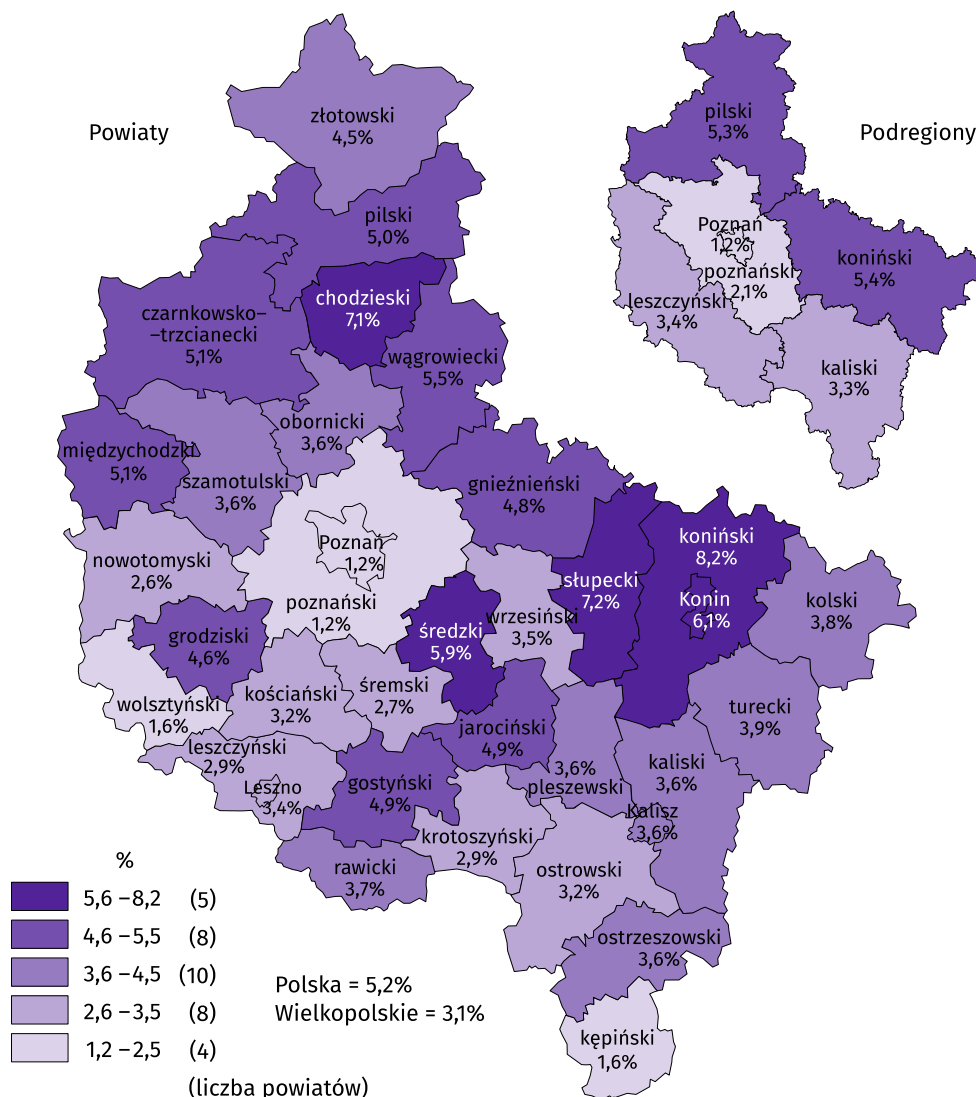 Powiaty
złotowski
4,5%
pilski
5,0%
chodzieski
7,1%
czarnkowsko–
–trzcianecki
5,1%
wągrowiecki
5,5%
obornicki
3,6%
międzychodzki
5,1%
szamotulski
3,6%
gnieźnieński
4,8%
nowotomyski
2,6%
Poznań
1,2%
poznański
1,2%
koniński
8,2%
słupecki
7,2%
Konin
6,1%
kolski
3,8%
wrzesiński
3,5%
średzki
5,9%
grodziski
4,6%
wolsztyński
1,6%
kościański
3,2%
śremski
2,7%
turecki
3,9%
jarociński
4,9%
leszczyński
2,9%
Leszno
3,4%
gostyński
4,9%
3,6%
pleszewski
kaliski
3,6%
Kalisz
3,6%
krotoszyński
2,9%
rawicki
3,7%
ostrowski
3,2%
ostrzeszowski
3,6%
kępiński
1,6%
Podregiony
pilski
5,3%
Poznań
1,2%
poznański
2,1%
koniński
5,4%
leszczyński
3,4%
kaliski
3,3%
%
5,6 –8,2 (5)
4,6 –5,5 (8)
3,6 –4,5 (10)
2,6 –3,5 (8)
1,2 –2,5 (4)
(liczba powiatów)
Polska = 5,2%
Wielkopolskie = 3,1%